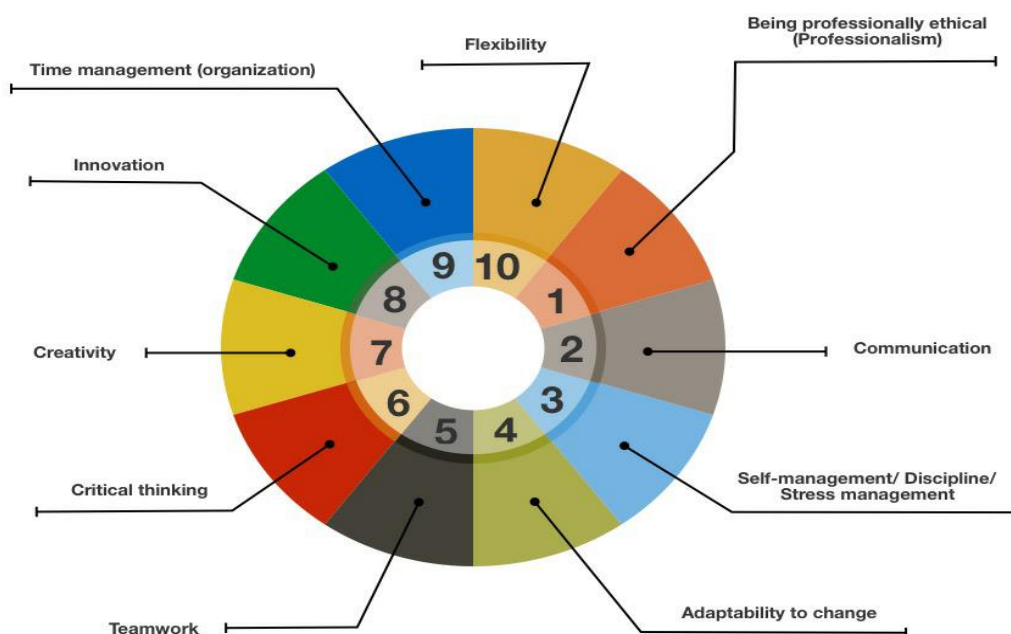 Being professionally ethical
(Professionalism)
Flexibility
Time management (organization)
Innovation
Creativity
Communication
Critical thinking
Self-management/ Discipline/
Stress management
Teamwork
Adaptability to change
10
1
2
3
4
5
6
7
8
9